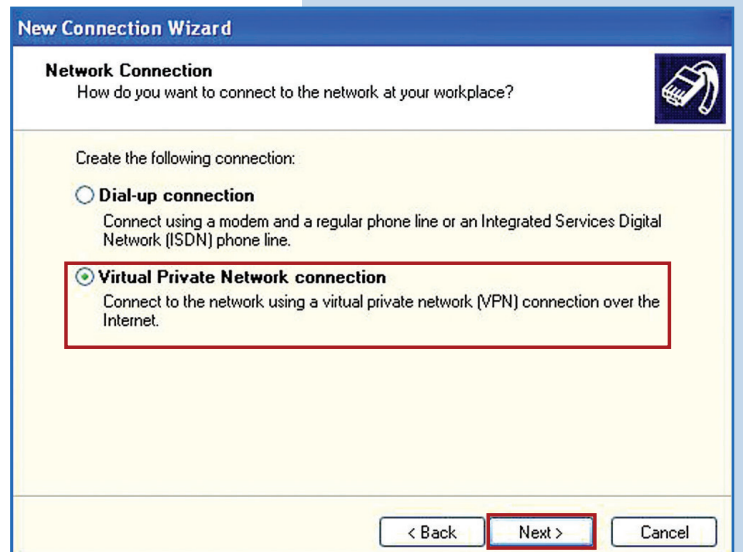 New Connection Wizard
Network Connection
How do you want to connect to the network at your workplace?
Create the following connection:
Dial-up connection
Connect using a modem and a regular phone line or an Integrated Services Digital
Network (ISDN) phone line.
Virtual Private Network connection
Connect to the network using a virtual private network (VPN) connection over the
Internet.
< Back
Next >
Cancel